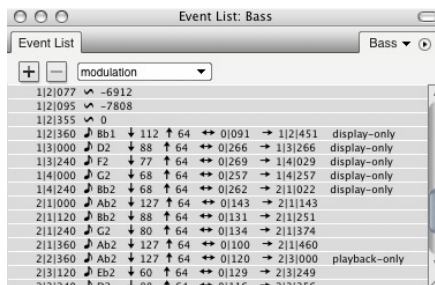 Event List: Bass
Event List
Bass
modulation
1|2|077 -6912
1|2|095 -7808
1|2|355 0
1|2|360 Bb1 112 64 0|091 1|2|451 display-only
1|3|000 D2 88 64 0|266 1|3|266 display-only
1|3|240 F2 77 64 0|269 1|4|029 display-only
1|4|000 G2 68 64 0|257 1|4|257 display-only
1|4|240 Bb2 68 64 0|262 2|1|022 display-only
2|1|000 Ab2 127 64 0|143 2|1|143
2|1|120 Bb2 88 64 0|131 2|1|251
2|1|240 G2 80 64 0|134 2|1|374
2|1|360 Ab2 127 64 0|100 2|1|460
2|2|360 Ab2 127 64 0|120 2|3|000 playback-only
2|3|120 Eb2 60 64 0|129 2|3|249